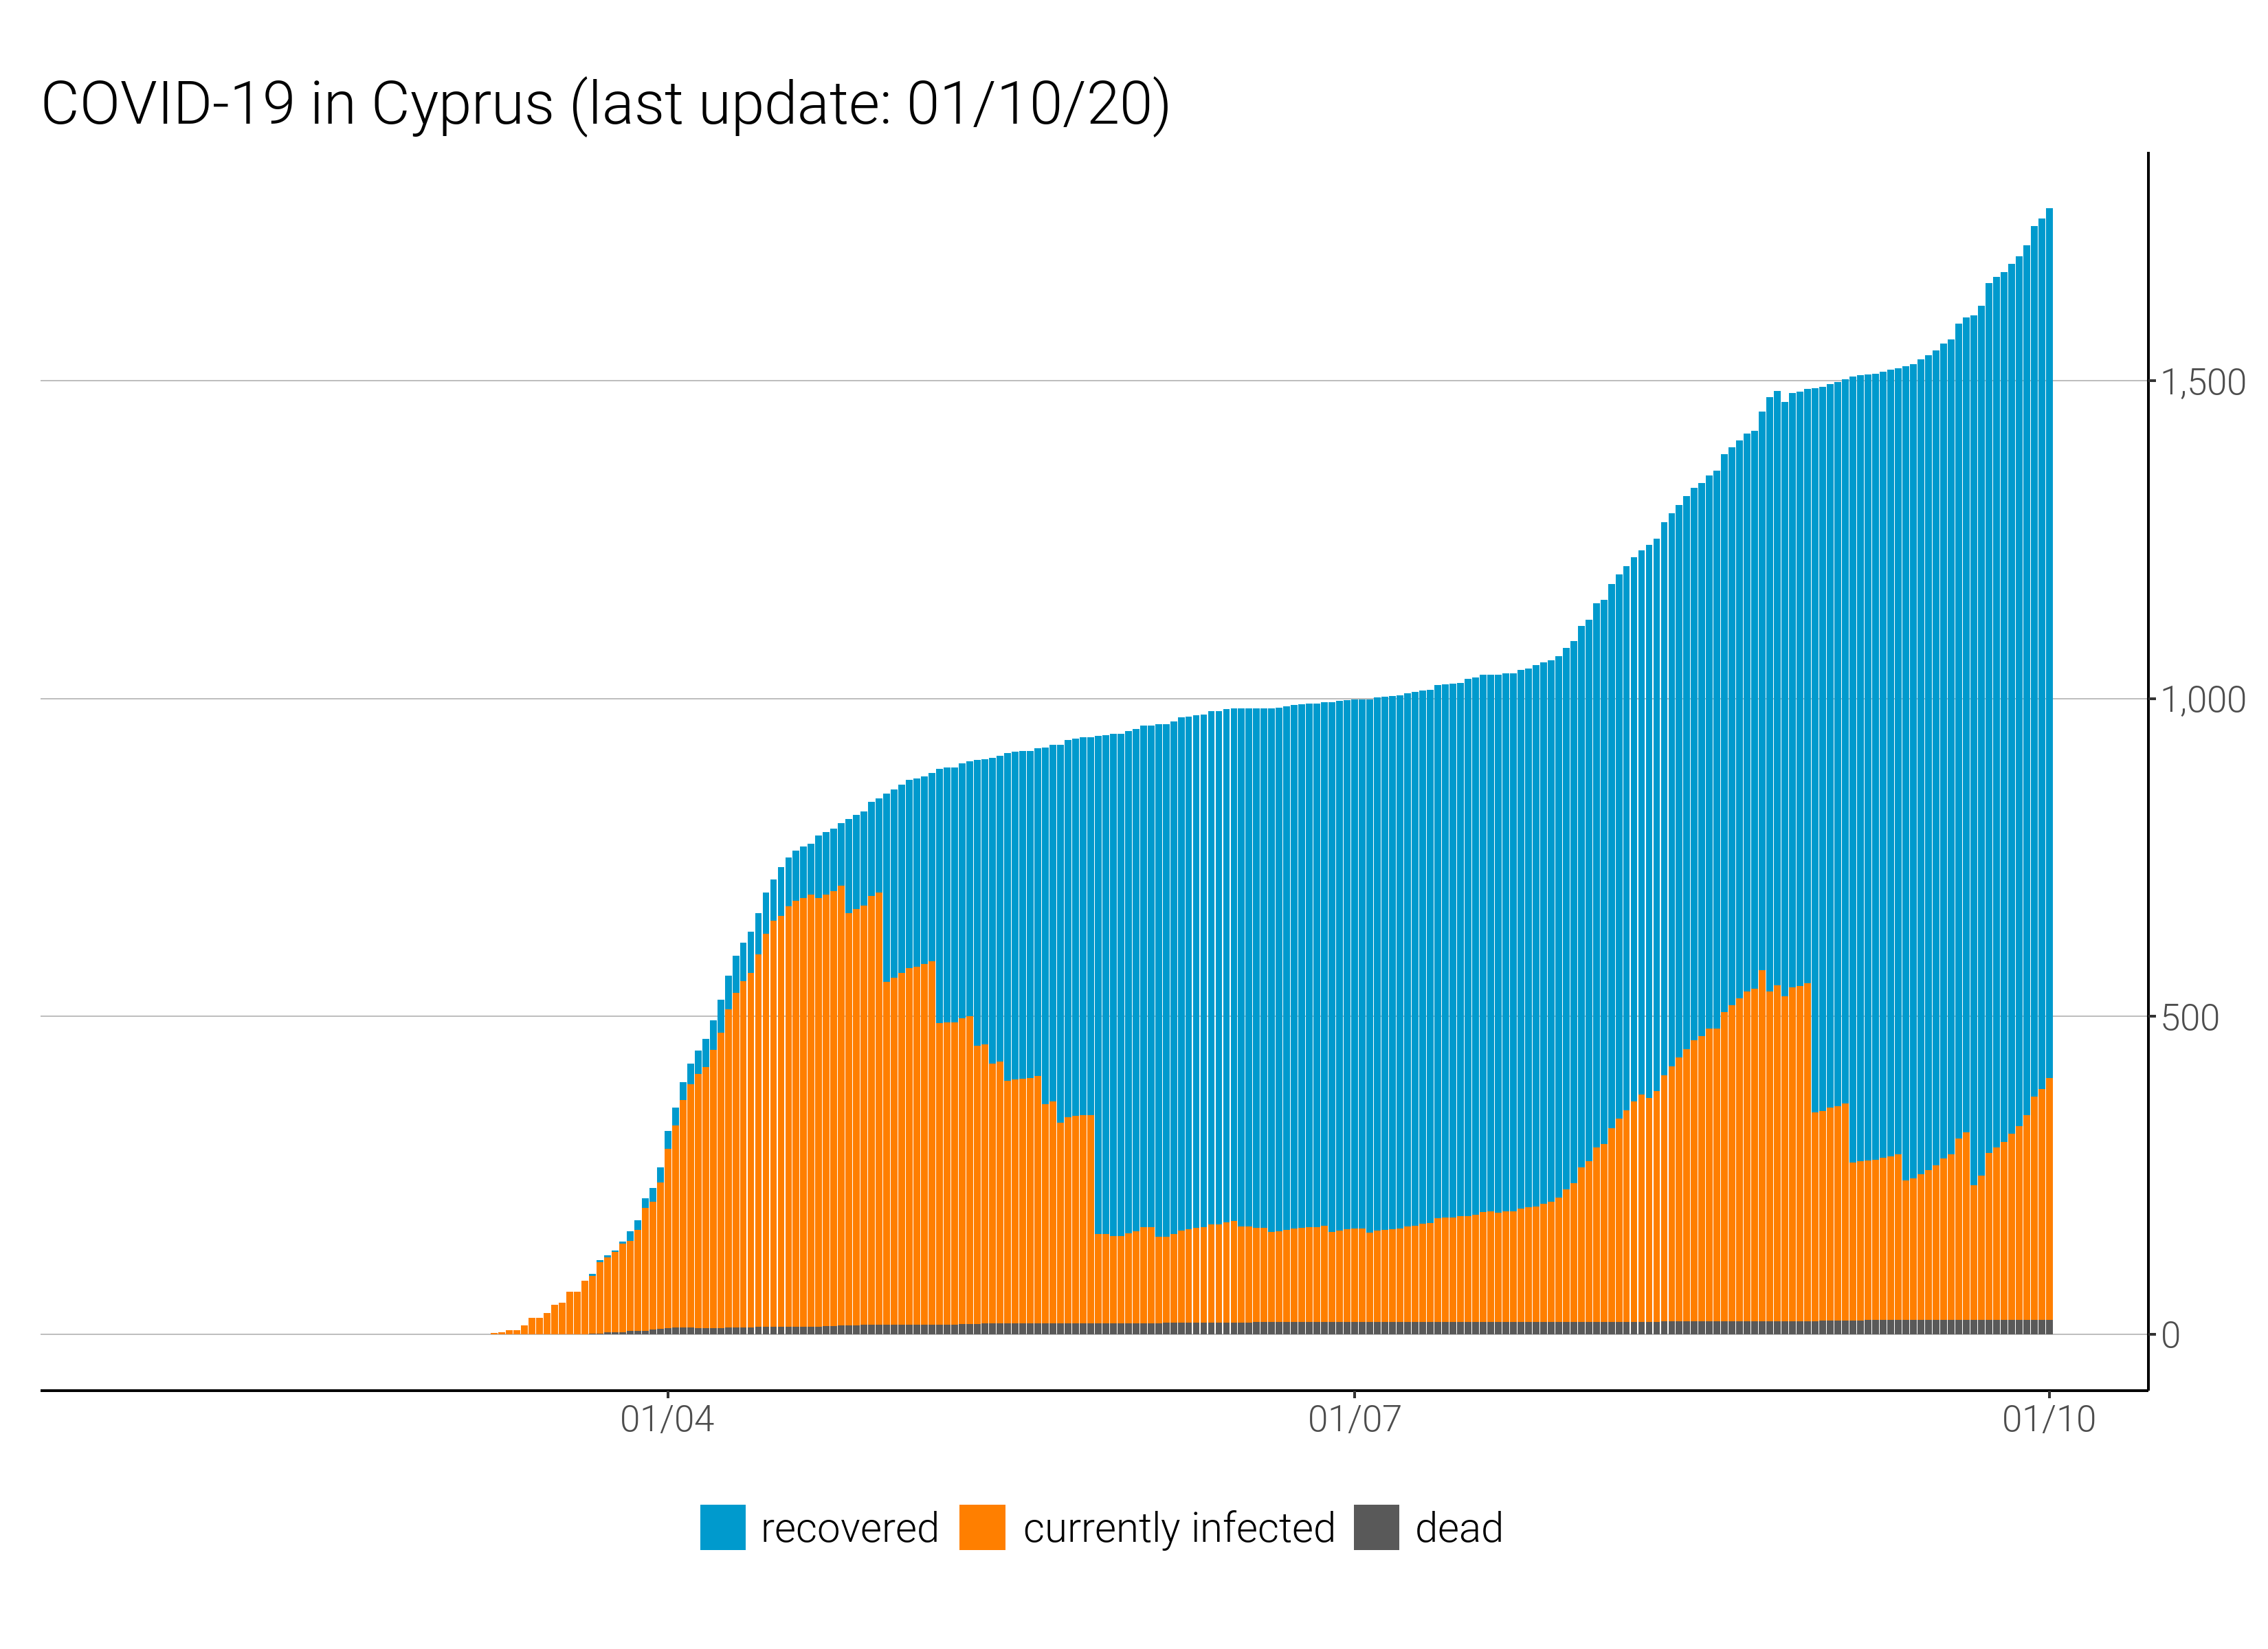 COVID-19 in Cyprus (last update: 01/10/20)
1,500
1,000
500
0
01/04 01/07 01/10
recovered currently infected dead